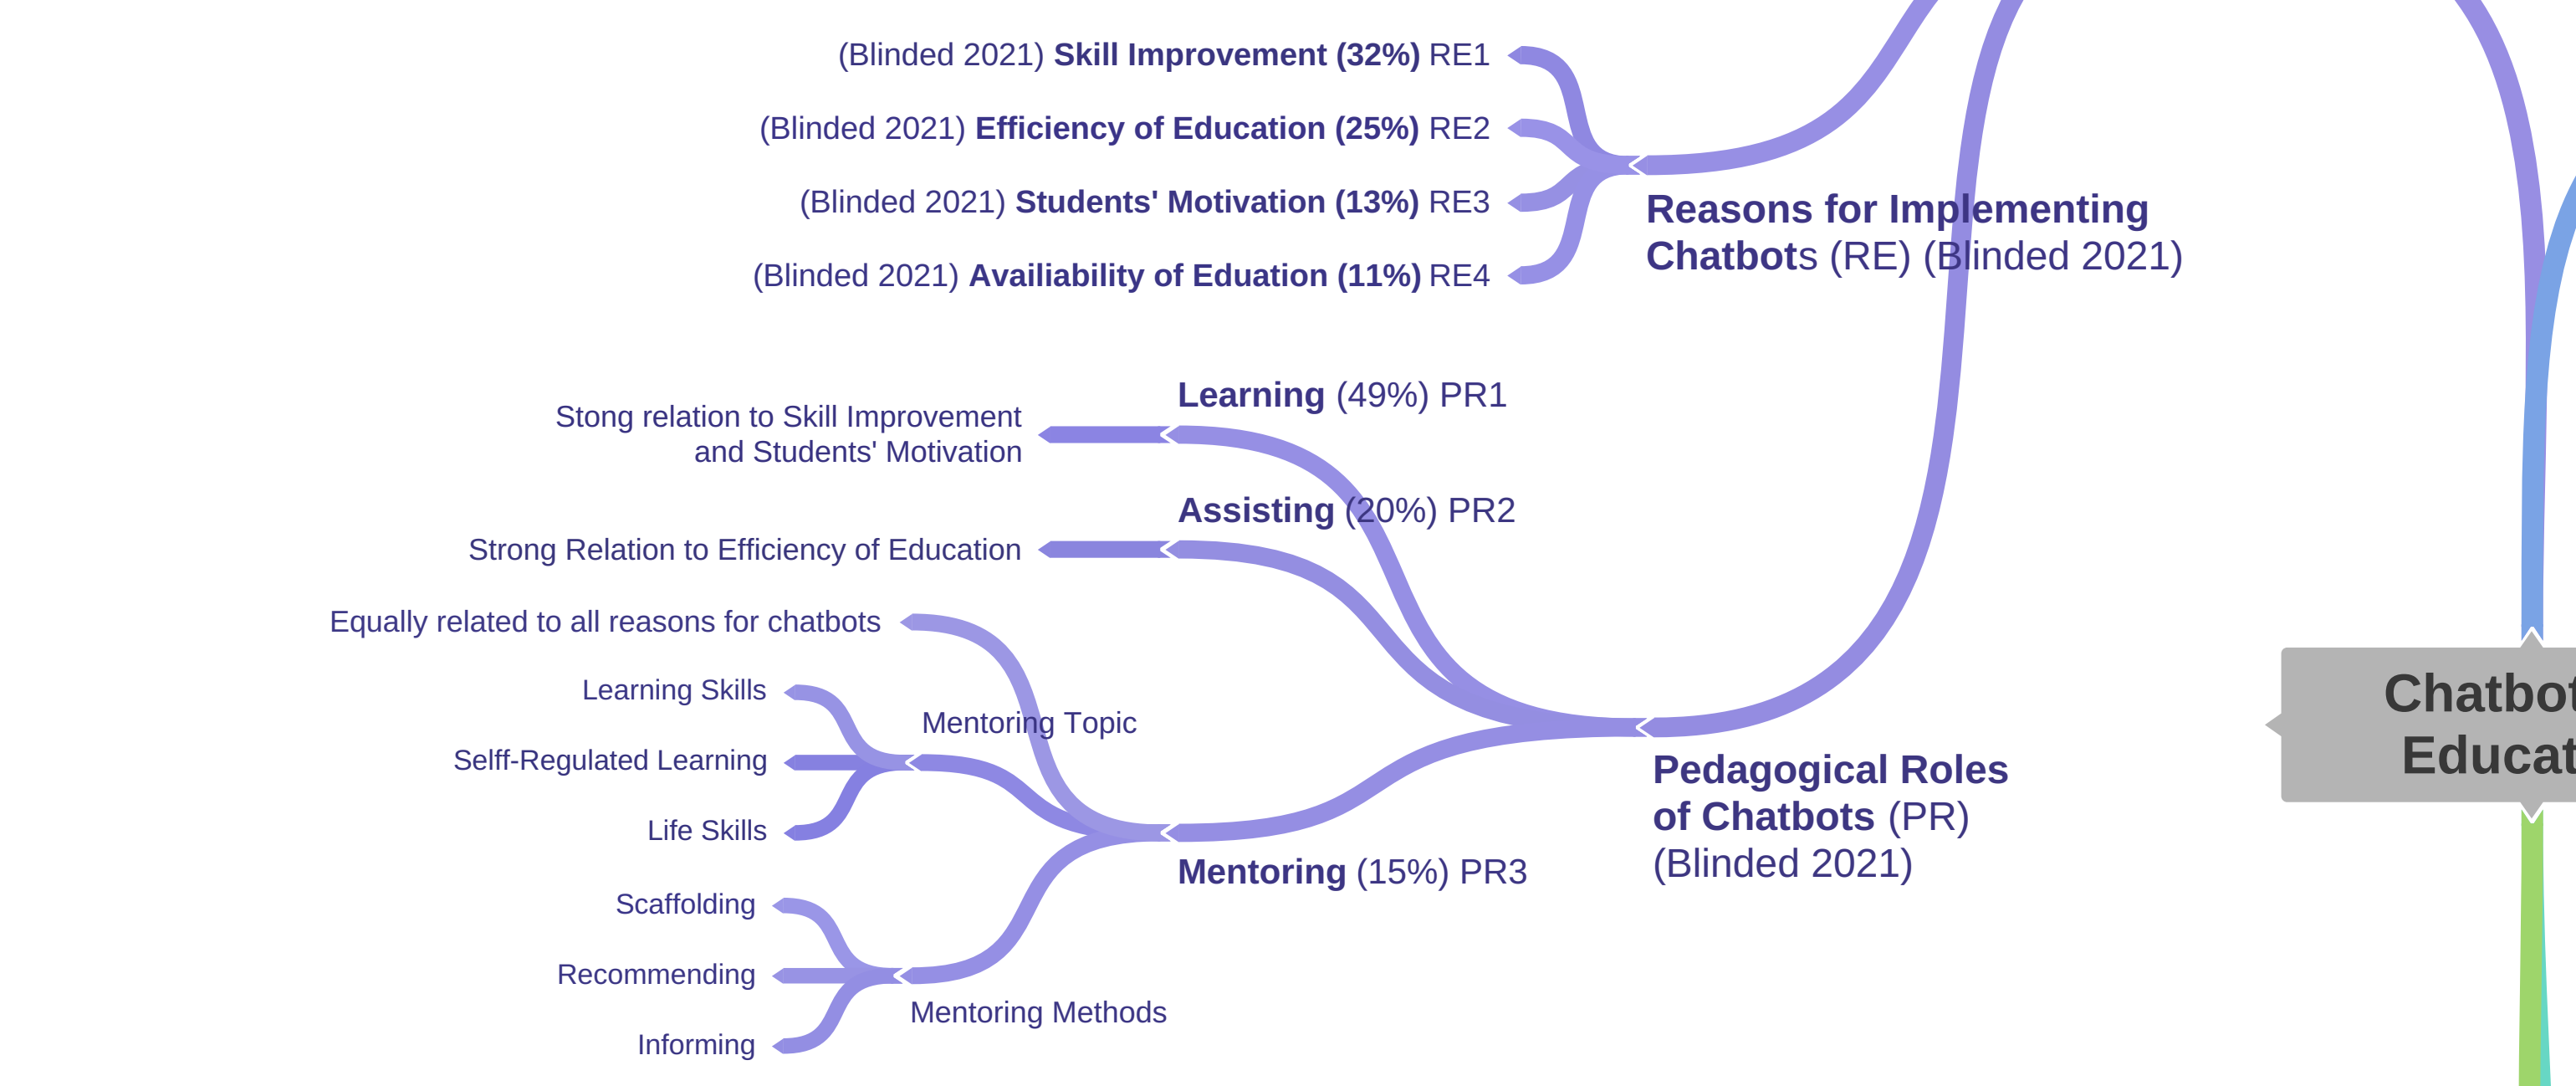 (Blinded 2021) Skill Improvement (32%) RE1
(Blinded 2021) Efficiency of Education (25%) RE2
(Blinded 2021) Students' Motivation (13%) RE3
(Blinded 2021) Availiability of Eduation (11%) RE4
Reasons for Implementing
Chatbots (RE) (Blinded 2021)
Learning (49%) PR1
Stong relation to Skill Improvement
and Students' Motivation
Assisting (20%) PR2
Strong Relation to Efficiency of Education
Equally related to all reasons for chatbots
Learning Skills
Mentoring Topic
Selff-Regulated Learning
Life Skills
Mentoring (15%) PR3
Scaffolding
Recommending
Informing
Mentoring Methods
Pedagogical Roles
of Chatbots (PR)
(Blinded 2021)
Chatbot
Educat